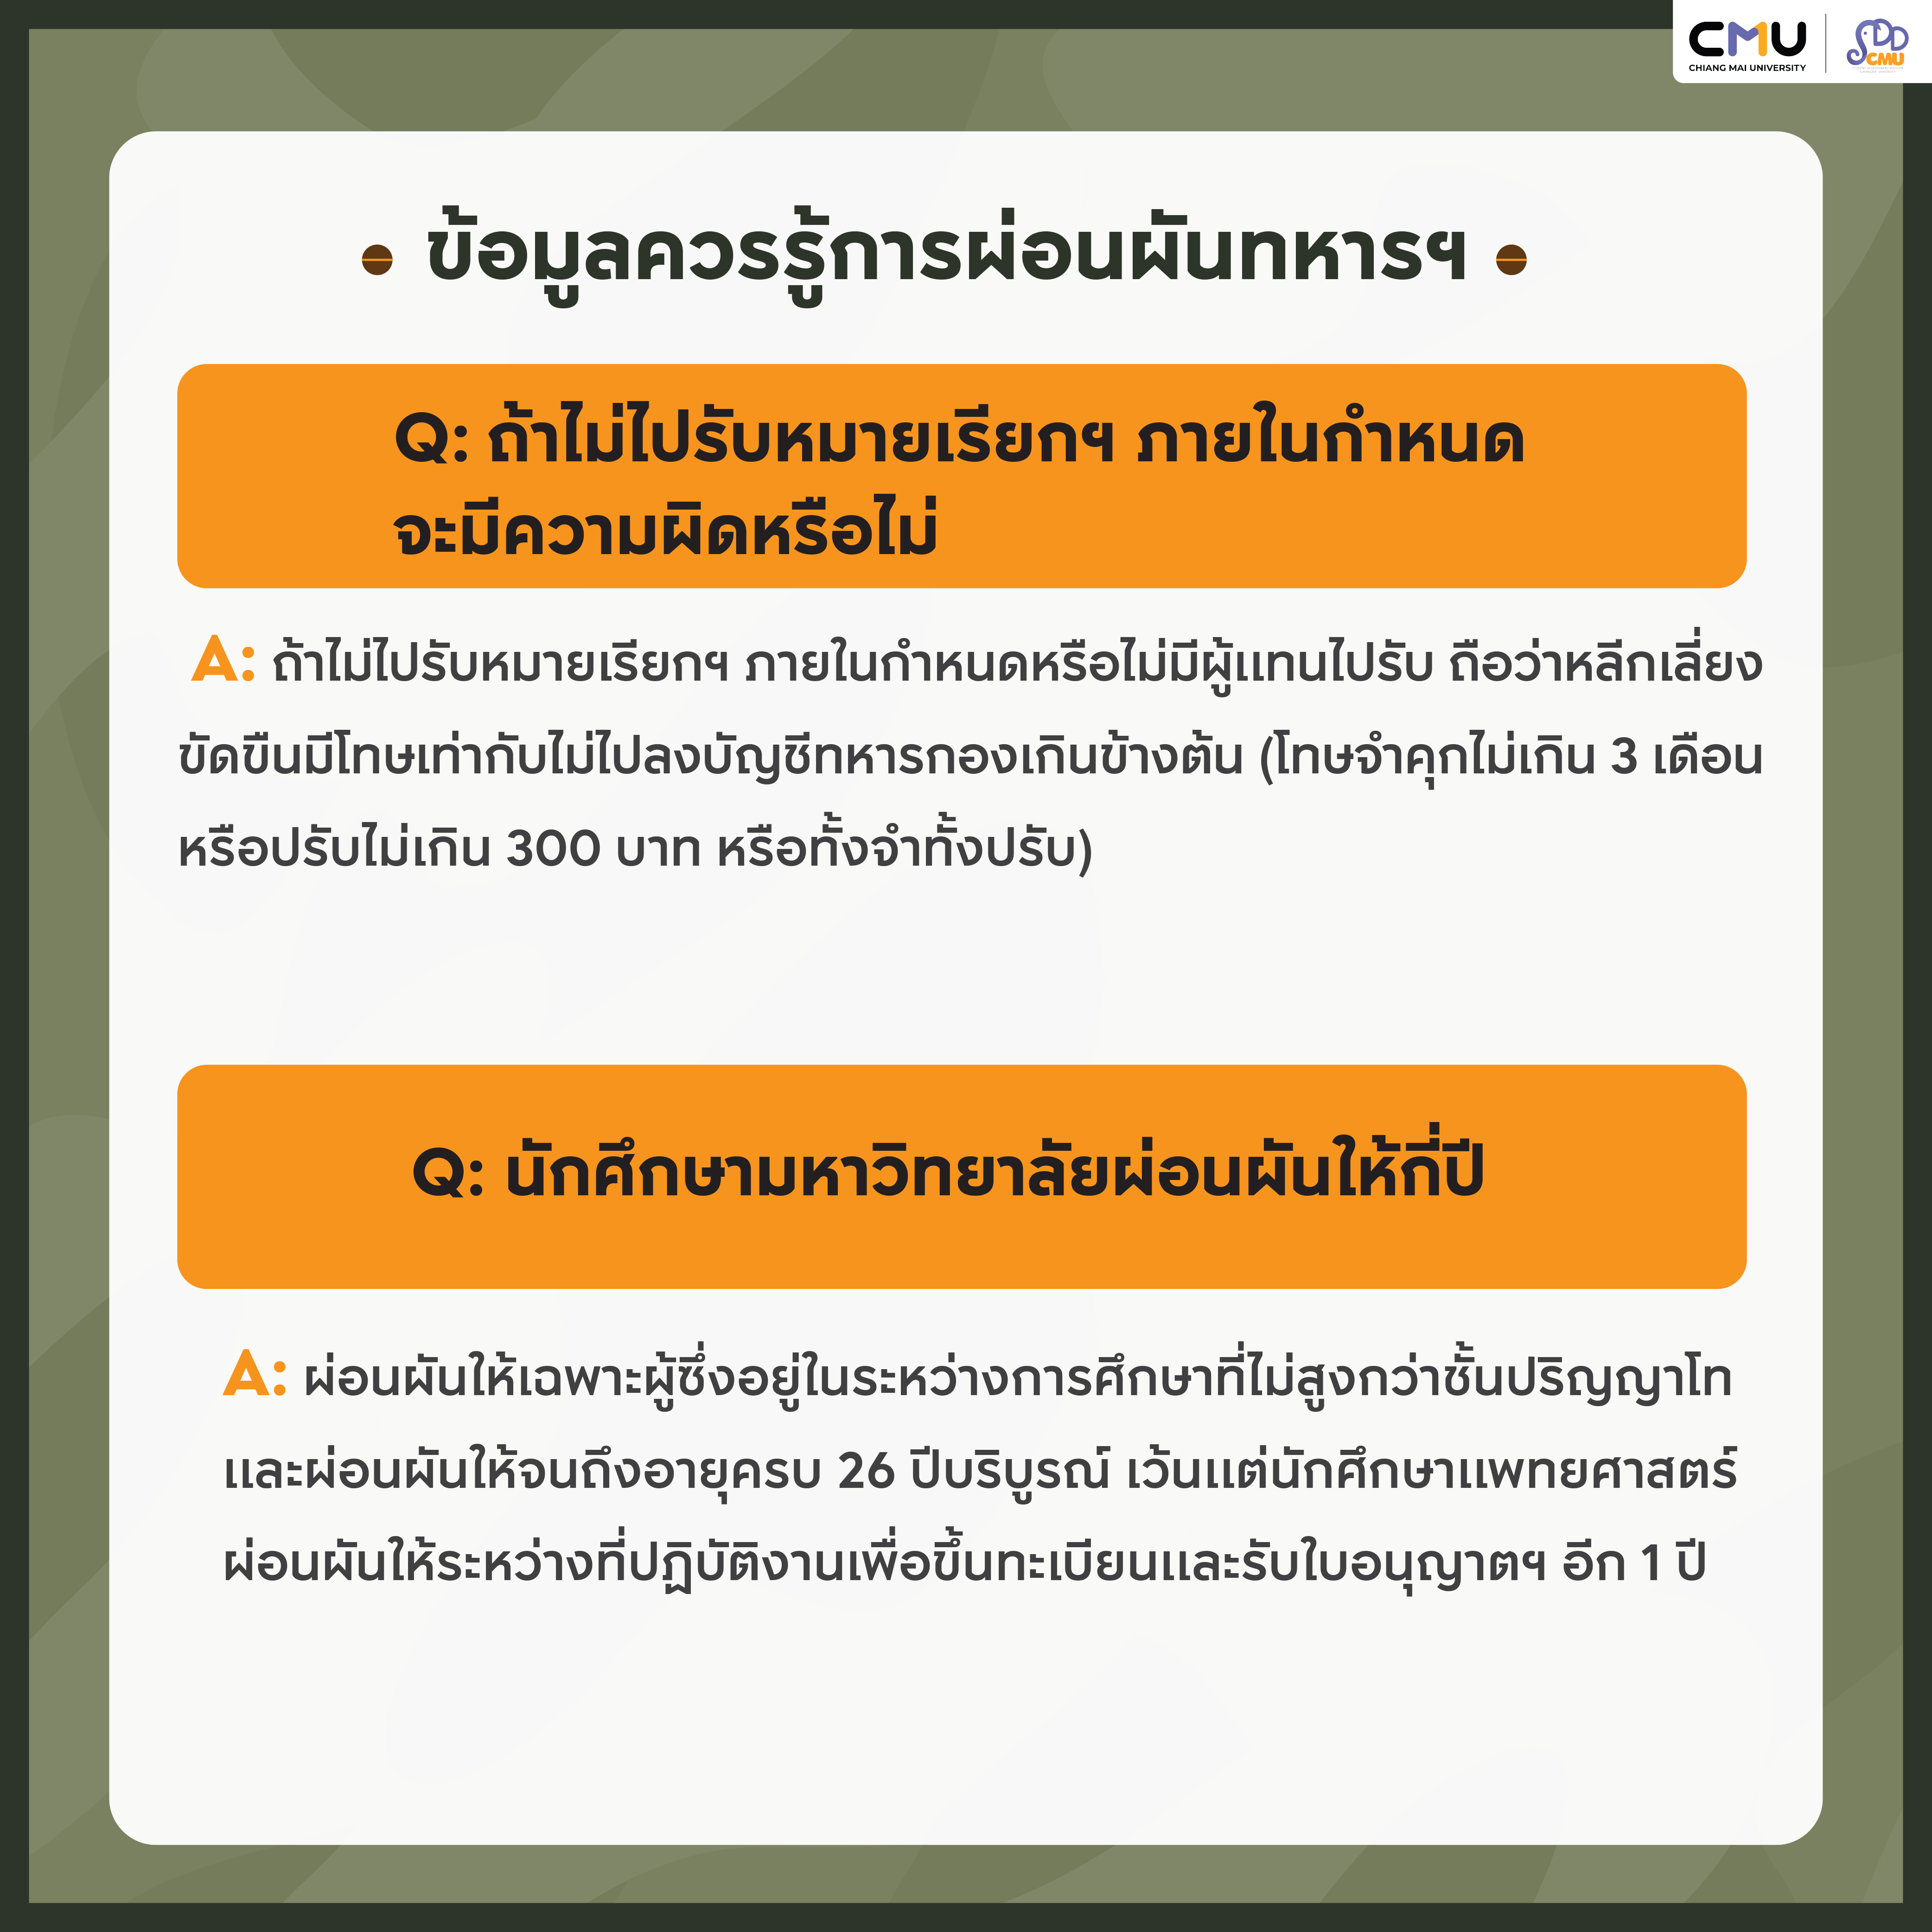 CMU
CHIANG MAI UNIVERSITY
SDD
CMU
ข้อมูลควรรู้การผ่อนผันทหารฯ
Q: ถ้าไม่ไปรับหมายเรียกฯ ภายในกำหนด
จะมีความผิดหรือไม่
A: ถ้าไม่ไปรับหมายเรียกฯ ภายในกำหนดหรือไม่มีผู้แทนไปรับ ถือว่าหลีกเลี่ยง
ขัดขืนมีโทษเท่ากับไม่ไปลงบัญชีทหารกองเกินข้างต้น (โทษจำคุกไม่เกิน 3 เดือน
หรือปรับไม่เกิน 300 บาท หรือทั้งจำทั้งปรับ)
Q: นักศึกษามหาวิทยาลัยผ่อนผันให้กี่ปี
A: ผ่อนผันให้เฉพาะผู้ซึ่งอยู่ในระหว่างการศึกษาที่ไม่สูงกว่าชั้นปริญญาโท
และผ่อนผันให้จนถึงอายุครบ 26 ปีบริบูรณ์ เว้นแต่นักศึกษาแพทยศาสตร์
ผ่อนผันให้ระหว่างที่ปฏิบัติงานเพื่อขึ้นทะเบียนและรับใบอนุญาตฯ อีก 1 ปี